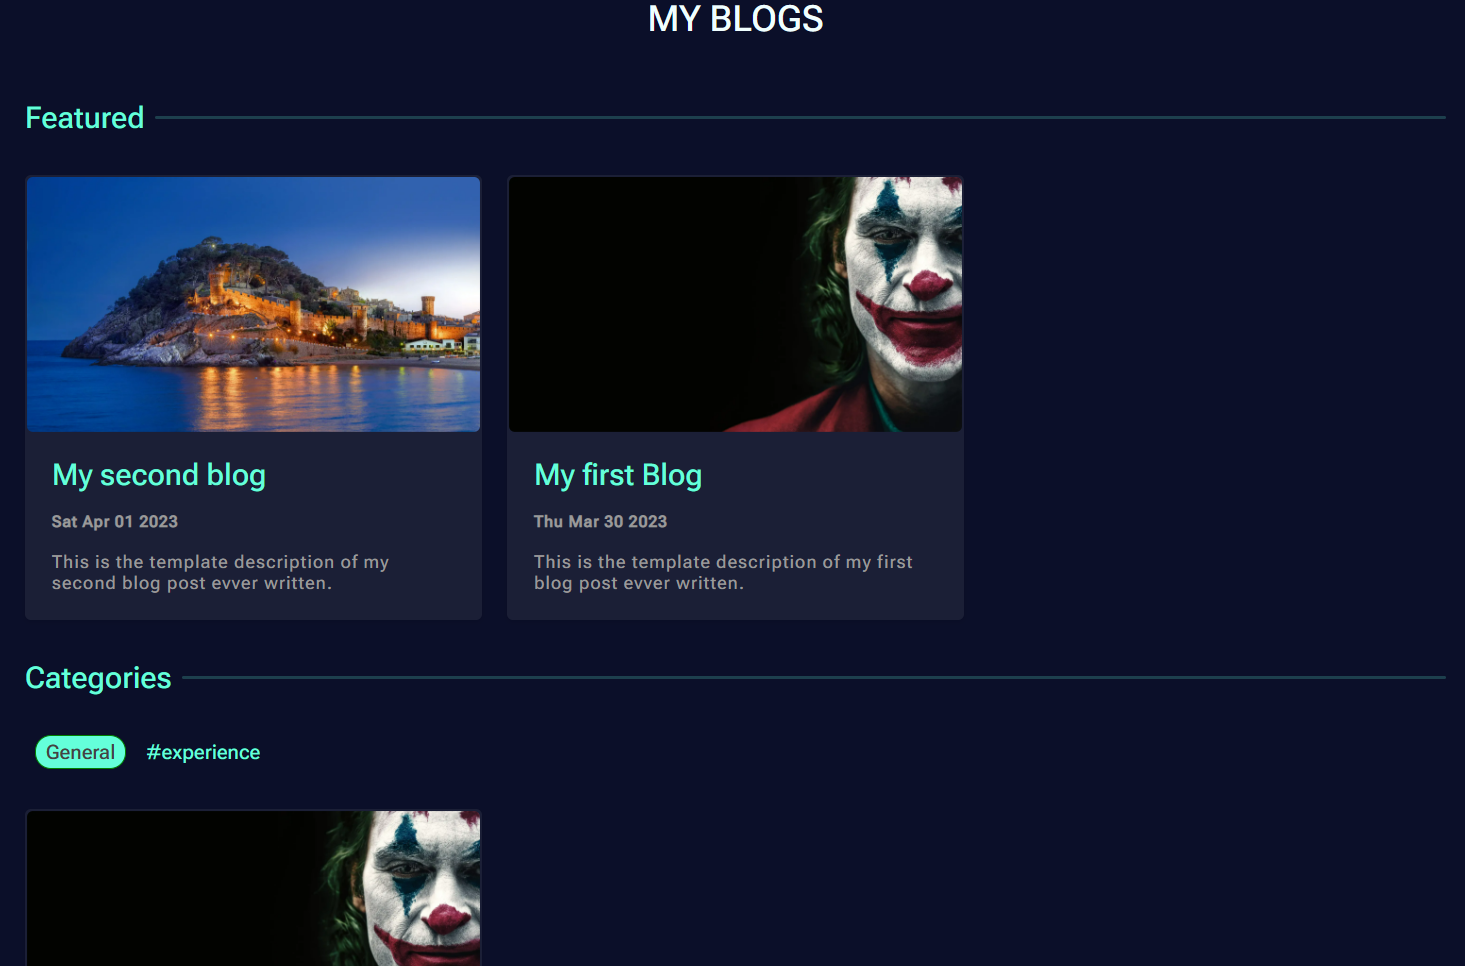 MY BLOGS
Featured
My second blog
Sat Apr 01 2023
This is the template description of my
second blog post evver written.
My first Blog
Thu Mar 30 2023
This is the template description of my first
blog post evver written.
Categories
General #experience